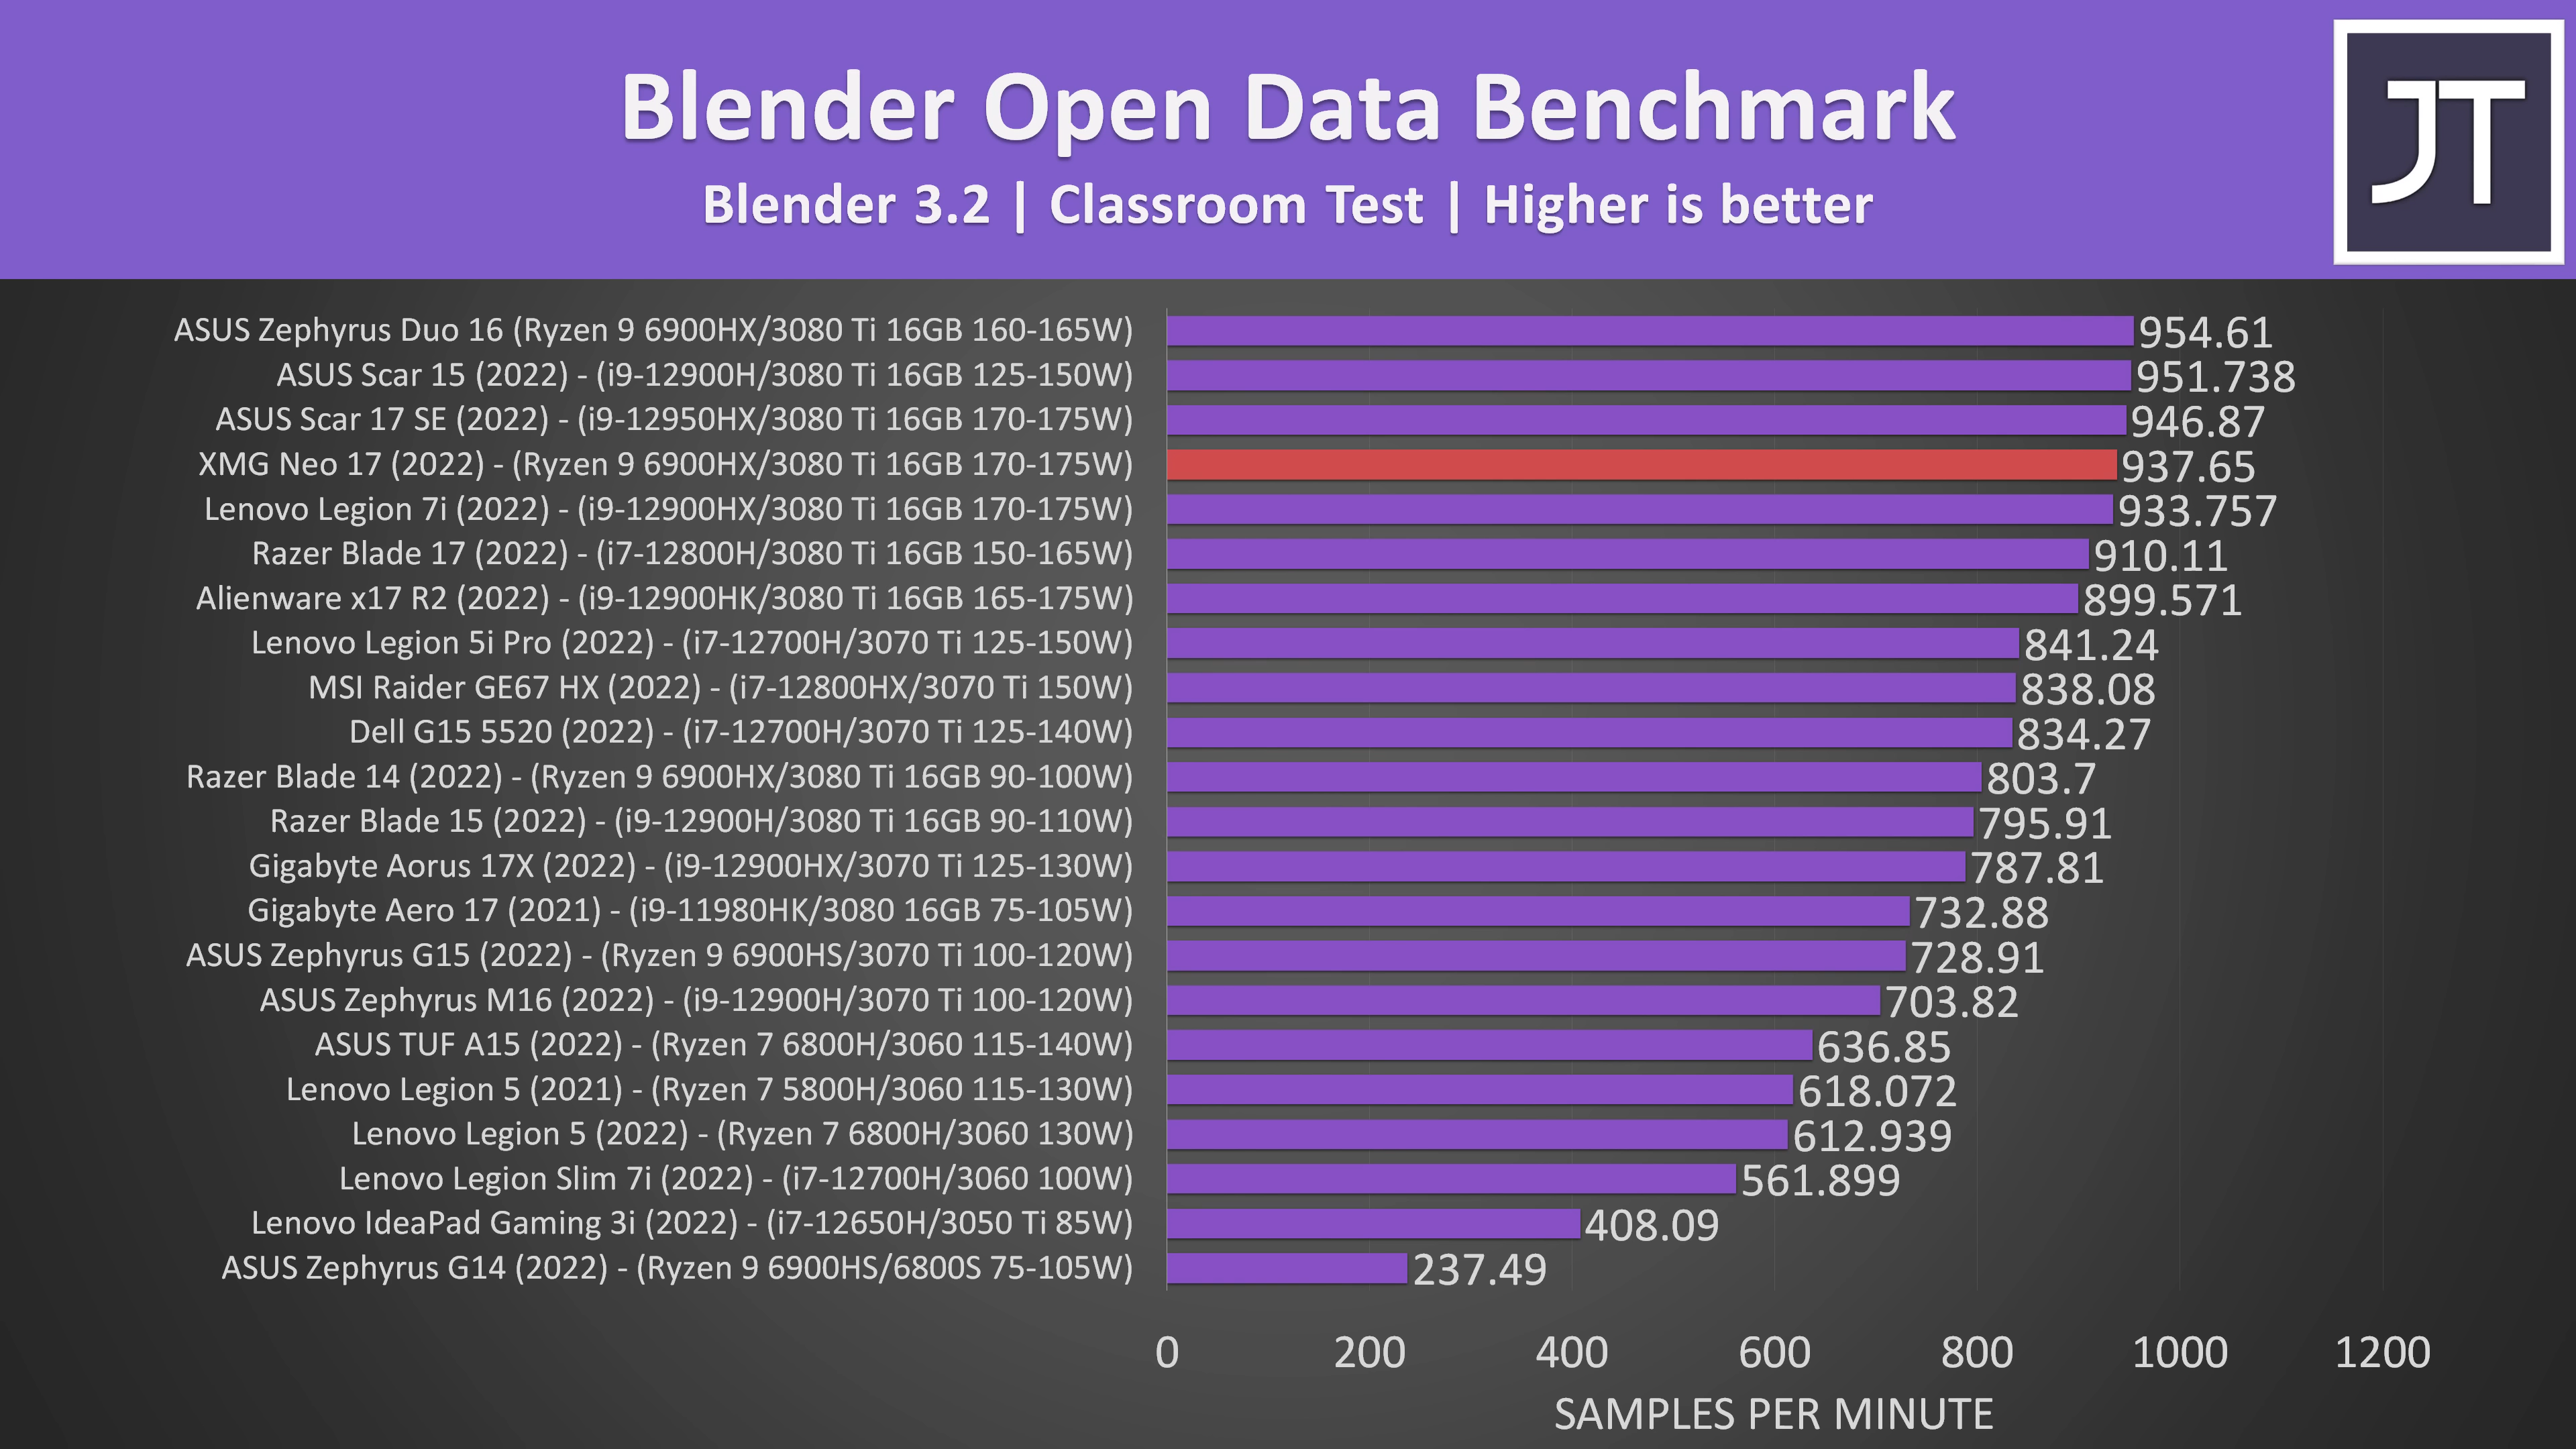 Blender Open Data Benchmark
Blender 3.2 | Classroom Test | Higher is better
JT
ASUS Zephyrus Duo 16 (Ryzen 9 6900HX/3080 Ti 16GB 160-165W) 954.61
ASUS Scar 15 (2022) - (i9-12900H/3080 Ti 16GB 125-150W) 951.738
ASUS Scar 17 SE (2022) - (i9-12950HX/3080 Ti 16GB 170-175W) 946.87
XMG Neo 17 (2022) - (Ryzen 9 6900HX/3080 Ti 16GB 170-175W) 937.65
Lenovo Legion 7i (2022) - (i9-12900HX/3080 Ti 16GB 170-175W) 933.757
Razer Blade 17 (2022) - (i7-12800H/3080 Ti 16GB 150-165W) 910.11
Alienware x17 R2 (2022) - (i9-12900HK/3080 Ti 16GB 165-175W) 899.571
Lenovo Legion 5i Pro (2022) - (i7-12700H/3070 Ti 125-150W) 841.24
MSI Raider GE67 HX (2022) - (i7-12800HX/3070 Ti 150W) 838.08
Dell G15 5520 (2022) - (i7-12700H/3070 Ti 125-140W) 834.27
Razer Blade 14 (2022) - (Ryzen 9 6900HX/3080 Ti 16GB 90-100W) 803.7
Razer Blade 15 (2022) - (i9-12900H/3080 Ti 16GB 90-110W) 795.91
Gigabyte Aorus 17X (2022) - (i9-12900HX/3070 Ti 125-130W) 787.81
Gigabyte Aero 17 (2021) - (i9-11980HK/3080 16GB 75-105W) 732.88
ASUS Zephyrus G15 (2022) - (Ryzen 9 6900HS/3070 Ti 100-120W) 728.91
ASUS Zephyrus M16 (2022) - (i9-12900H/3070 Ti 100-120W) 703.82
ASUS TUF A15 (2022) - (Ryzen 7 6800H/3060 115-140W) 636.85
Lenovo Legion 5 (2021) - (Ryzen 7 5800H/3060 115-130W) 618.072
Lenovo Legion 5 (2022) - (Ryzen 7 6800H/3060 130W) 612.939
Lenovo Legion Slim 7i (2022) - (i7-12700H/3060 100W) 561.899
Lenovo IdeaPad Gaming 3i (2022) - (i7-12650H/3050 Ti 85W) 408.09
ASUS Zephyrus G14 (2022) - (Ryzen 9 6900HS/6800S 75-105W) 237.49
0 200 400 600 800 1000 1200
SAMPLES PER MINUTE